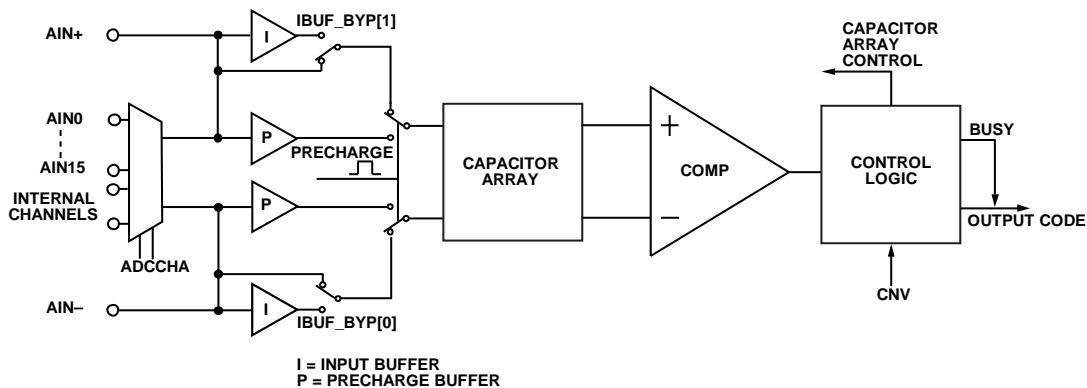 AIN+
IBUF_BYP[1]
I
CAPACITOR
ARRAY
CONTROL
AIN0
AIN15
INTERNAL
CHANNELS
P
PRECHARGE
P
CAPACITOR
ARRAY
+
COMP
–
CONTROL
LOGIC
BUSY
OUTPUT CODE
ADCCHA
CNV
AIN–
I
IBUF_BYP[0]
I = INPUT BUFFER
P = PRECHARGE BUFFER